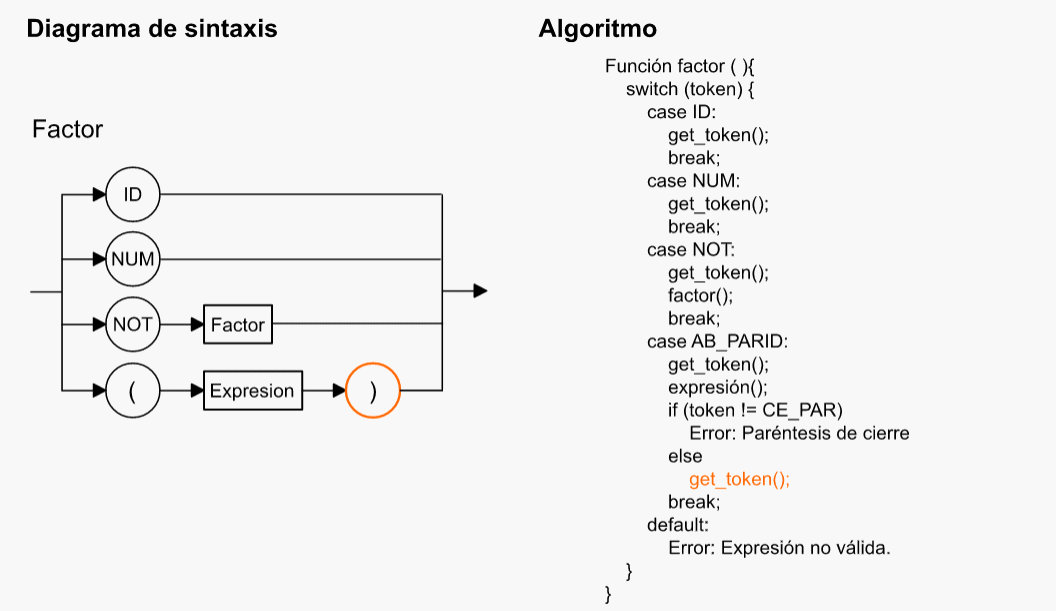 Diagrama de sintaxis
Factor
ID
NUM
NOT Factor
( Expresion )
Algoritmo
Función factor ( ){
switch (token) {
case ID:
get_token();
break;
case NUM:
get_token();
break;
case NOT:
get_token();
factor();
break;
case AB_PARID:
get_token();
expresión();
if (token != CE_PAR)
Error: Paréntesis de cierre
else
get_token();
break;
default:
Error: Expresión no válida.
}
}